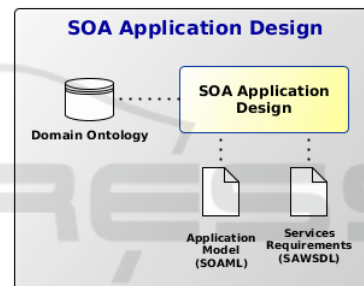 SOA Application Design
SOA Application
Design
Domain Ontology
Application
Model
(SOAML)
Services
Requirements
(SAWSDL)